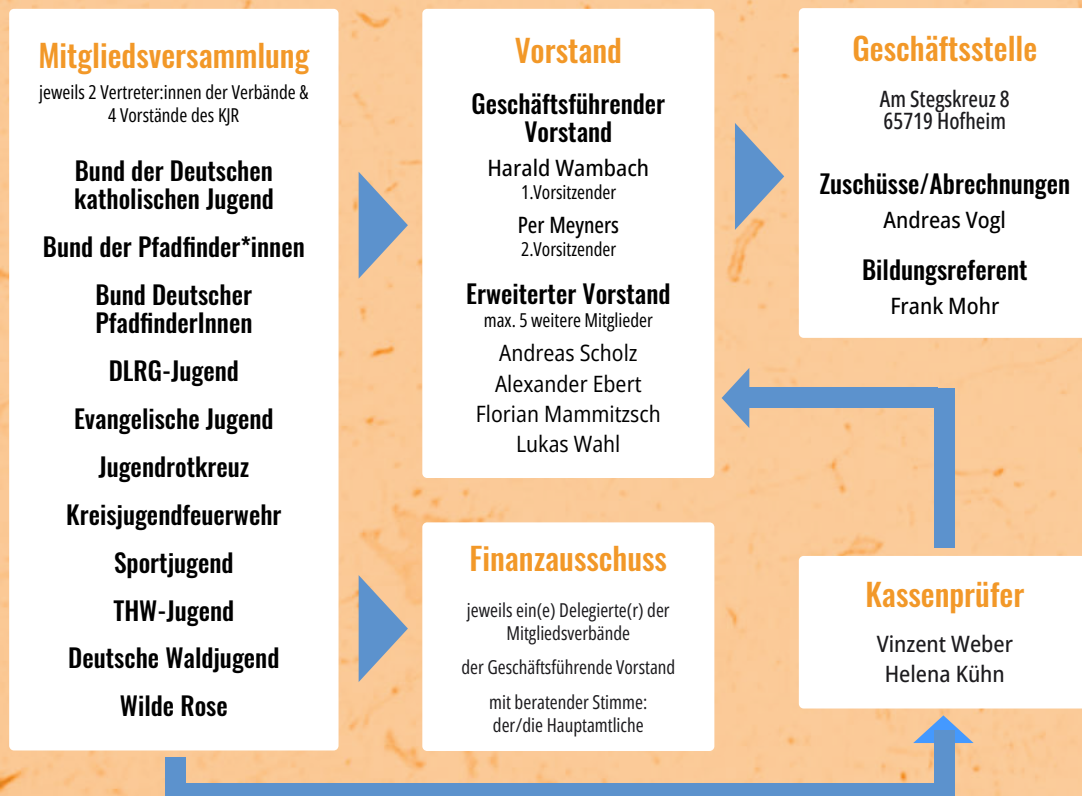 Mitgliedsversammlung
jeweils 2 Vertreter:innen der Verbände &
4 Vorstände des KJR
Bund der Deutschen
katholischen Jugend
Bund der Pfadfinder*innen
Bund Deutscher
PfadfinderInnen
DLRG-Jugend
Evangelische Jugend
Jugendrotkreuz
Kreisjugendfeuerwehr
Sportjugend
THW-Jugend
Deutsche Waldjugend
Wilde Rose
Vorstand
Geschäftsführender
Vorstand
Harald Wambach
1.Vorsitzender
Per Meyners
2.Vorsitzender
Erweiterter Vorstand
max. 5 weitere Mitglieder
Andreas Scholz
Alexander Ebert
Florian Mammitzsch
Lukas Wahl
Finanzausschuss
jeweils ein(e) Delegierte(r) der
Mitgliedsverbände
der Geschäftsführende Vorstand
mit beratender Stimme:
der/die Hauptamtliche
Geschäftsstelle
Am Stegskreuz 8
65719 Hofheim
Zuschüsse/Abrechnungen
Andreas Vogl
Bildungsreferent
Frank Mohr
Kassenprüfer
Vinzent Weber
Helena Kühn